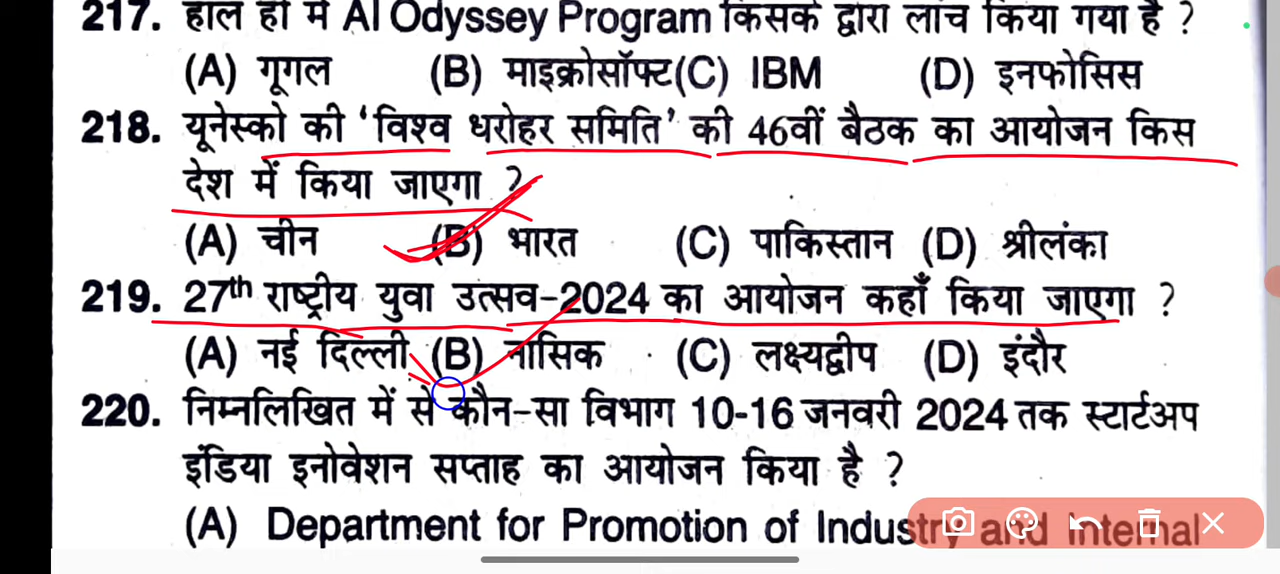 217. हाल ही में AI Odyssey Program किसके द्वारा लांच किया गया है ?
(A) गूगल (B) माइक्रोसॉफ्ट (C) IBM (D) इनफोसिस
218. यूनेस्को की ‘विश्व धरोहर समिति’ की 46वीं बैठक का आयोजन किस
देश में किया जाएगा ?
(A) चीन (B) भारत (C) पाकिस्तान (D) श्रीलंका
219. 27th राष्ट्रीय युवा उत्सव-2024 का आयोजन कहाँ किया जाएगा ?
(A) नई दिल्ली (B) नासिक (C) लक्ष्यद्वीप (D) इंदौर
220. निम्नलिखित में से कौन-सा विभाग 10-16 जनवरी 2024 तक स्टार्टअप
इंडिया इनोवेशन सप्ताह का आयोजन किया है ?
(A) Department for Promotion of Industry and Internal